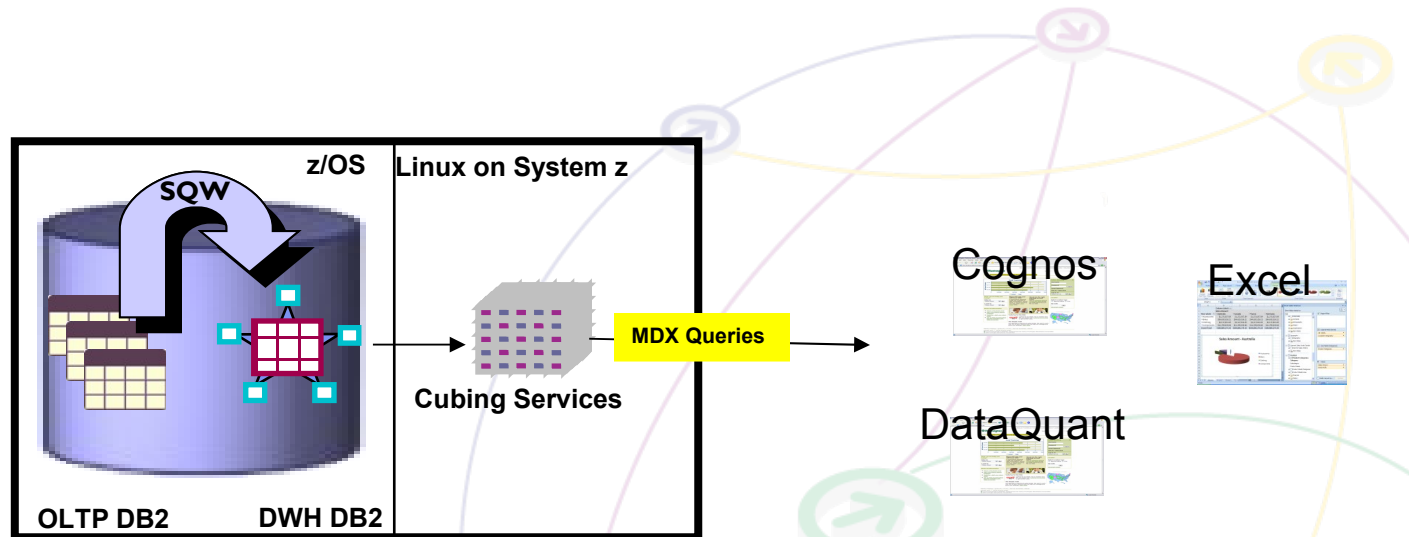 z/OS
Linux on System z
SQW
Cognos
Excel
MDX Queries
Cubing Services
DataQuant
OLTP DB2
DWH DB2